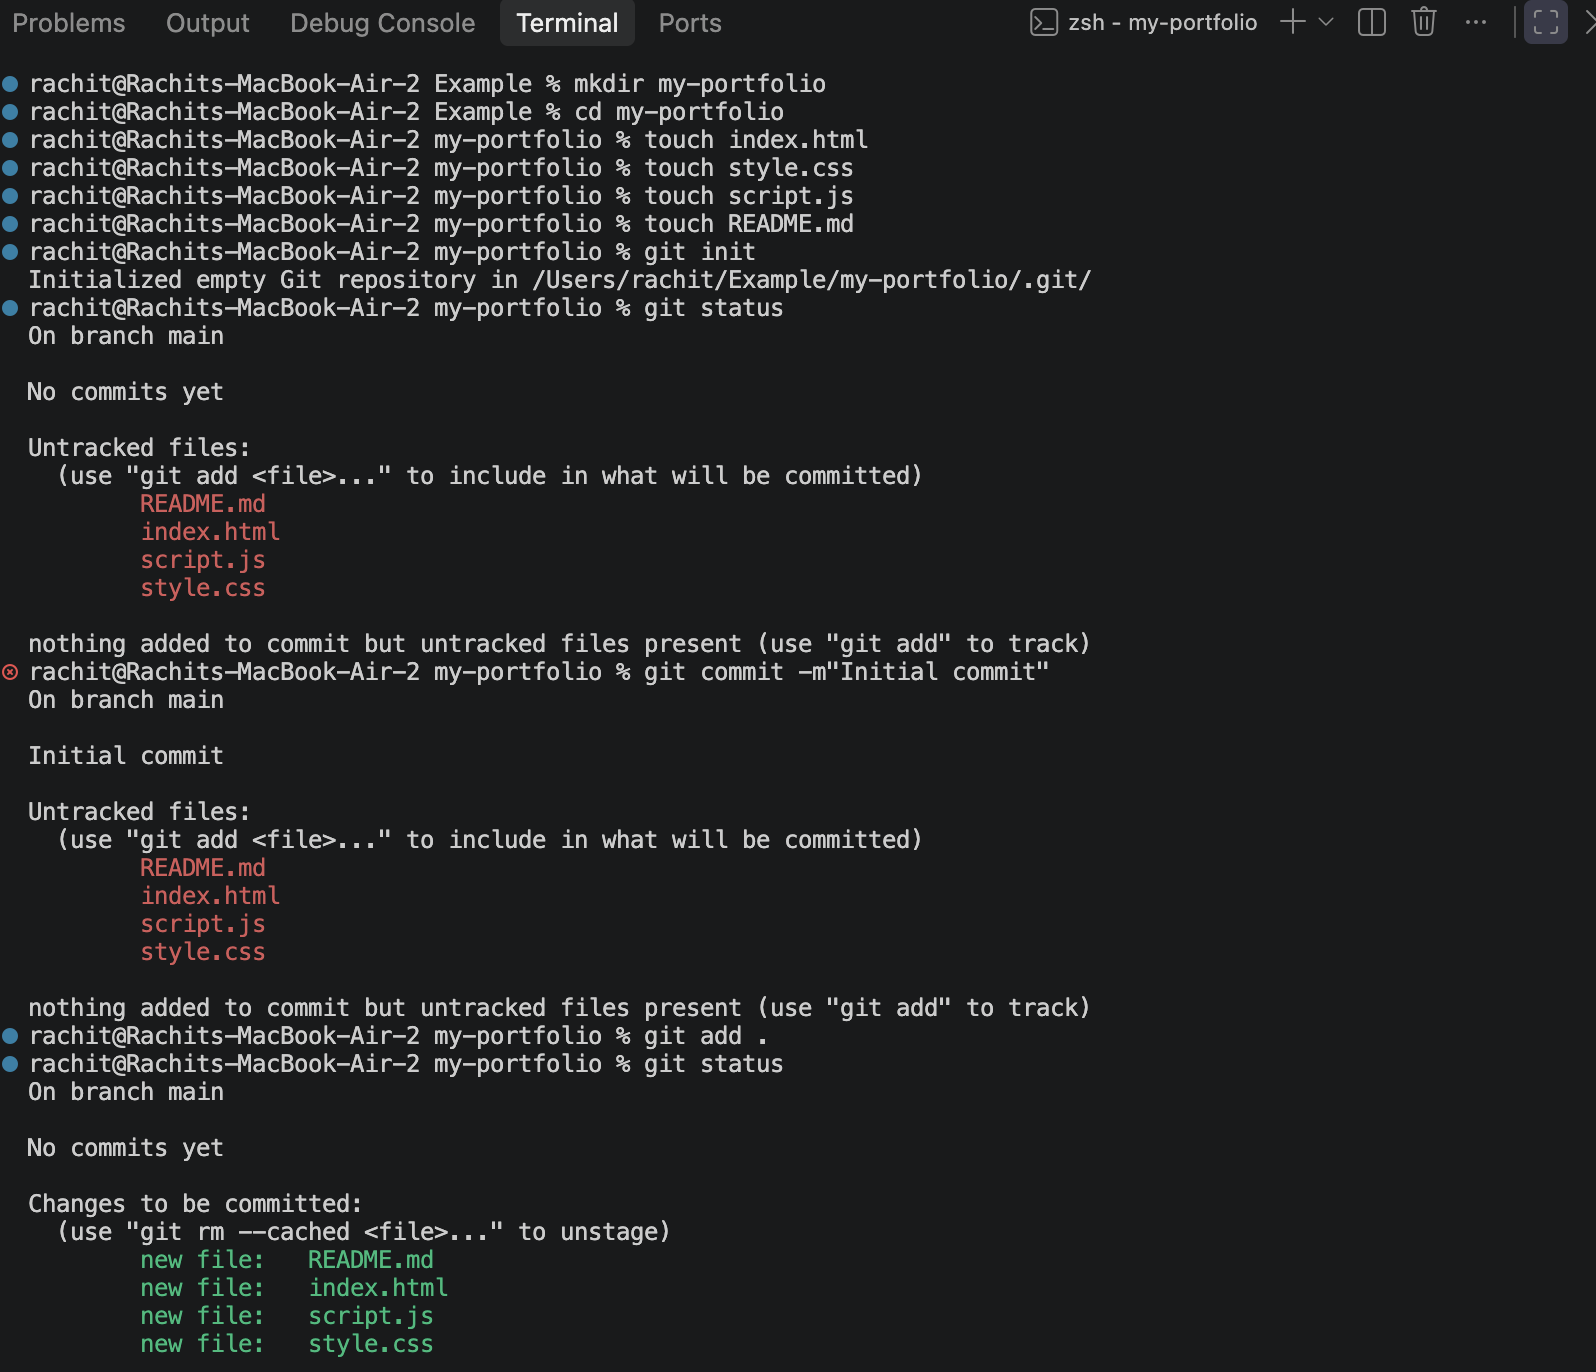 Problems Output Debug Console Terminal Ports zsh - my-portfolio
rachit@Rachits-MacBook-Air-2 Example % mkdir my-portfolio
rachit@Rachits-MacBook-Air-2 Example % cd my-portfolio
rachit@Rachits-MacBook-Air-2 my-portfolio % touch index.html
rachit@Rachits-MacBook-Air-2 my-portfolio % touch style.css
rachit@Rachits-MacBook-Air-2 my-portfolio % touch script.js
rachit@Rachits-MacBook-Air-2 my-portfolio % touch README.md
rachit@Rachits-MacBook-Air-2 my-portfolio % git init
Initialized empty Git repository in /Users/rachit/Example/my-portfolio/.git/
rachit@Rachits-MacBook-Air-2 my-portfolio % git status
On branch main

No commits yet

Untracked files:
  (use "git add <file>..." to include in what will be committed)
        README.md
        index.html
        script.js
        style.css

nothing added to commit but untracked files present (use "git add" to track)
rachit@Rachits-MacBook-Air-2 my-portfolio % git commit -m"Initial commit"
On branch main

Initial commit

Untracked files:
  (use "git add <file>..." to include in what will be committed)
        README.md
        index.html
        script.js
        style.css

nothing added to commit but untracked files present (use "git add" to track)
rachit@Rachits-MacBook-Air-2 my-portfolio % git add .
rachit@Rachits-MacBook-Air-2 my-portfolio % git status
On branch main

No commits yet

Changes to be committed:
  (use "git rm --cached <file>..." to unstage)
        new file:   README.md
        new file:   index.html
        new file:   script.js
        new file:   style.css